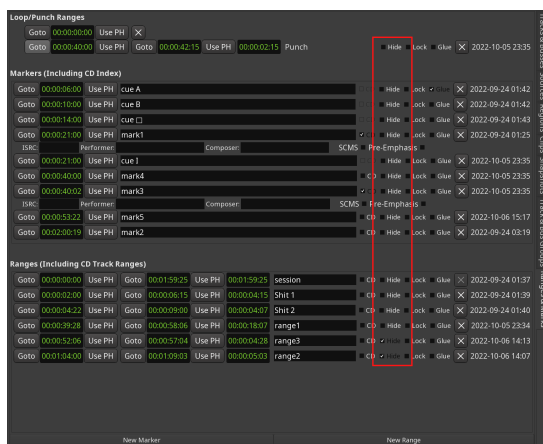 Loop/Punch Ranges
Goto 00:00:00:00 Use PH
Goto 00:00:40:00 Use PH Goto 00:00:42:15 Use PH 00:00:02:15 Punch Hide Lock Glue 2022-10-05 23:35
Markers (Including CD Index)
Goto 00:00:06:00 Use PH cue A Hide Lock Glue 2022-09-24 01:42
Goto 00:00:10:00 Use PH cue B Hide Lock Glue 2022-09-24 01:42
Goto 00:00:14:00 Use PH cue □ Hide Lock Glue 2022-09-24 01:43
Goto 00:00:21:00 Use PH mark1 CD Hide Lock Glue 2022-09-24 01:25
ISRC: Performer: Composer: SCMS Pre-Emphasis
Goto 00:00:21:00 Use PH cue I Hide Lock Glue 2022-10-05 23:35
Goto 00:00:40:00 Use PH mark4 CD Hide Lock Glue 2022-10-05 23:35
Goto 00:00:40:02 Use PH mark3 CD Hide Lock Glue 2022-10-05 23:35
ISRC: Performer: Composer: SCMS Pre-Emphasis
Goto 00:00:53:22 Use PH mark5 CD Hide Lock Glue 2022-10-06 15:17
Goto 00:02:00:19 Use PH mark2 CD Hide Lock Glue 2022-09-24 03:19
Ranges (Including CD Track Ranges)
Goto 00:00:00:00 Use PH Goto 00:01:59:25 Use PH 00:01:59:25 session CD Hide Lock Glue 2022-09-24 01:37
Goto 00:00:02:00 Use PH Goto 00:00:06:15 Use PH 00:00:04:15 Shit 1 CD Hide Lock Glue 2022-09-24 01:39
Goto 00:00:04:22 Use PH Goto 00:00:09:00 Use PH 00:00:04:07 Shit 2 CD Hide Lock Glue 2022-09-24 01:40
Goto 00:00:39:28 Use PH Goto 00:00:58:06 Use PH 00:00:18:07 range1 CD Hide Lock Glue 2022-10-05 23:34
Goto 00:00:52:06 Use PH Goto 00:00:57:04 Use PH 00:00:04:28 range3 CD Hide Lock Glue 2022-10-06 14:13
Goto 00:01:04:00 Use PH Goto 00:01:09:03 Use PH 00:00:05:03 range2 CD Hide Lock Glue 2022-10-06 14:07
New Marker New Range